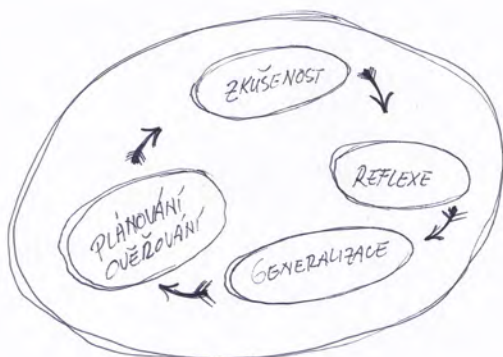 ZKUŠENOST
REFLEXE
GENERALIZACE
PLÁNOVÁNÍ
OVĚŘOVÁNÍ